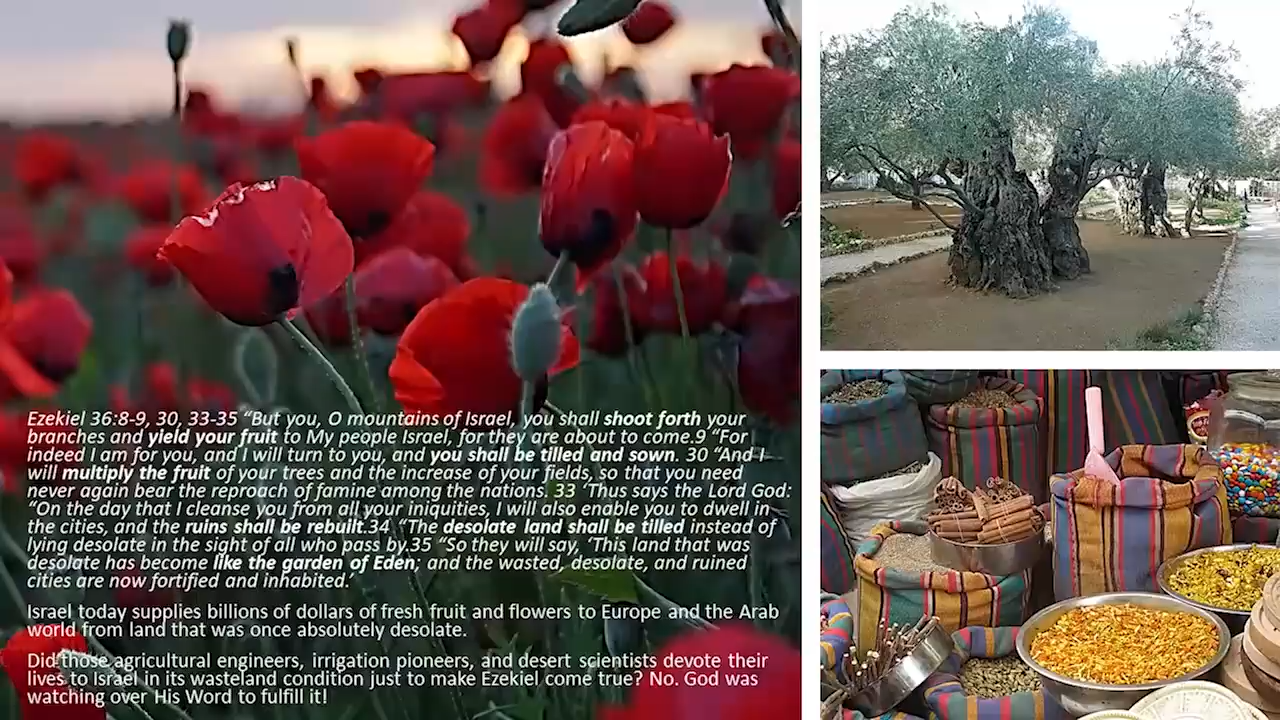 Ezekiel 36:8-9, 30, 33-35 “But you, O mountains of Israel, you shall shoot forth your
branches and yield your fruit to My people Israel, for they are about to come.9 “For
indeed I am for you, and I will turn to you, and you shall be tilled and sown. 30 “And I
will multiply the fruit of your trees and the increase of your fields, so that you need
never again bear the reproach of famine among the nations. 33 ‘Thus says the Lord God:
“On the day that I cleanse you from all your iniquities, I will also enable you to dwell in
the cities, and the ruins shall be rebuilt.34 “The desolate land shall be tilled instead of
lying desolate in the sight of all who pass by.35 “So they will say, ‘This land that was
desolate has become like the garden of Eden; and the wasted, desolate, and ruined
cities are now fortified and inhabited.’
Israel today supplies billions of dollars of fresh fruit and flowers to Europe and the Arab
world from land that was once absolutely desolate.
Did those agricultural engineers, irrigation pioneers, and desert scientists devote their
lives to Israel in its wasteland condition just to make Ezekiel come true? No. God was
watching over His Word to fulfill it!